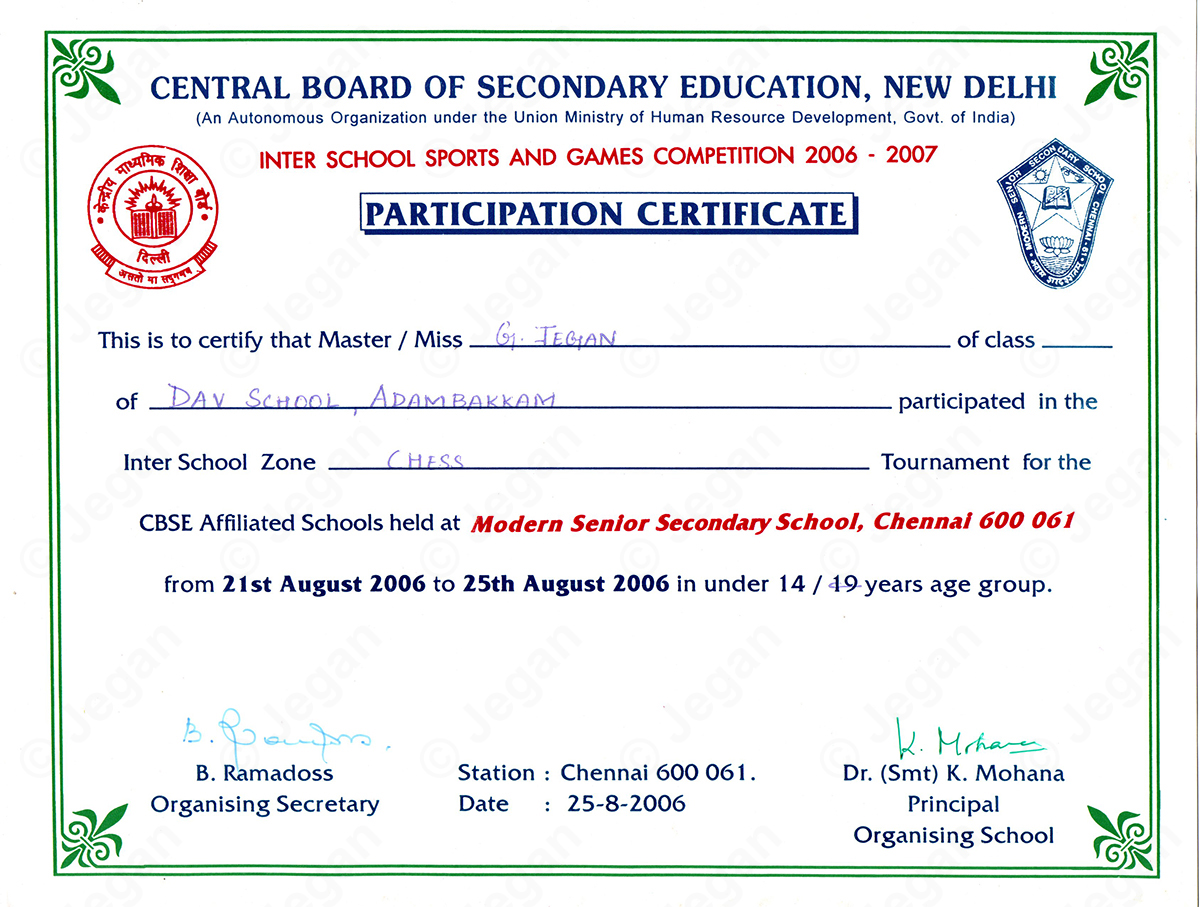 CENTRAL BOARD OF SECONDARY EDUCATION, NEW DELHI
(An Autonomous Organization under the Union Ministry of Human Resource Development, Govt. of India)
INTER SCHOOL SPORTS AND GAMES COMPETITION 2006 - 2007
केन्द्रीय माध्यमिक शिक्षा बोर्ड
दिल्ली
असतो मा सद्गमय
PARTICIPATION CERTIFICATE
MODERN SENIOR SECONDARY SCHOOL CHENNAI - 61
This is to certify that Master / Miss G. JEGAN of class
of DAV SCHOOL, ADAMBAKKAM participated in the
Inter School Zone CHESS Tournament for the
CBSE Affiliated Schools held at Modern Senior Secondary School, Chennai 600 061
from 21st August 2006 to 25th August 2006 in under 14 / 19 years age group.
B. Ramadoss
K. Mohana
B. Ramadoss Station : Chennai 600 061. Dr. (Smt) K. Mohana
Organising Secretary Date : 25-8-2006 Principal
Organising School
© Jegan